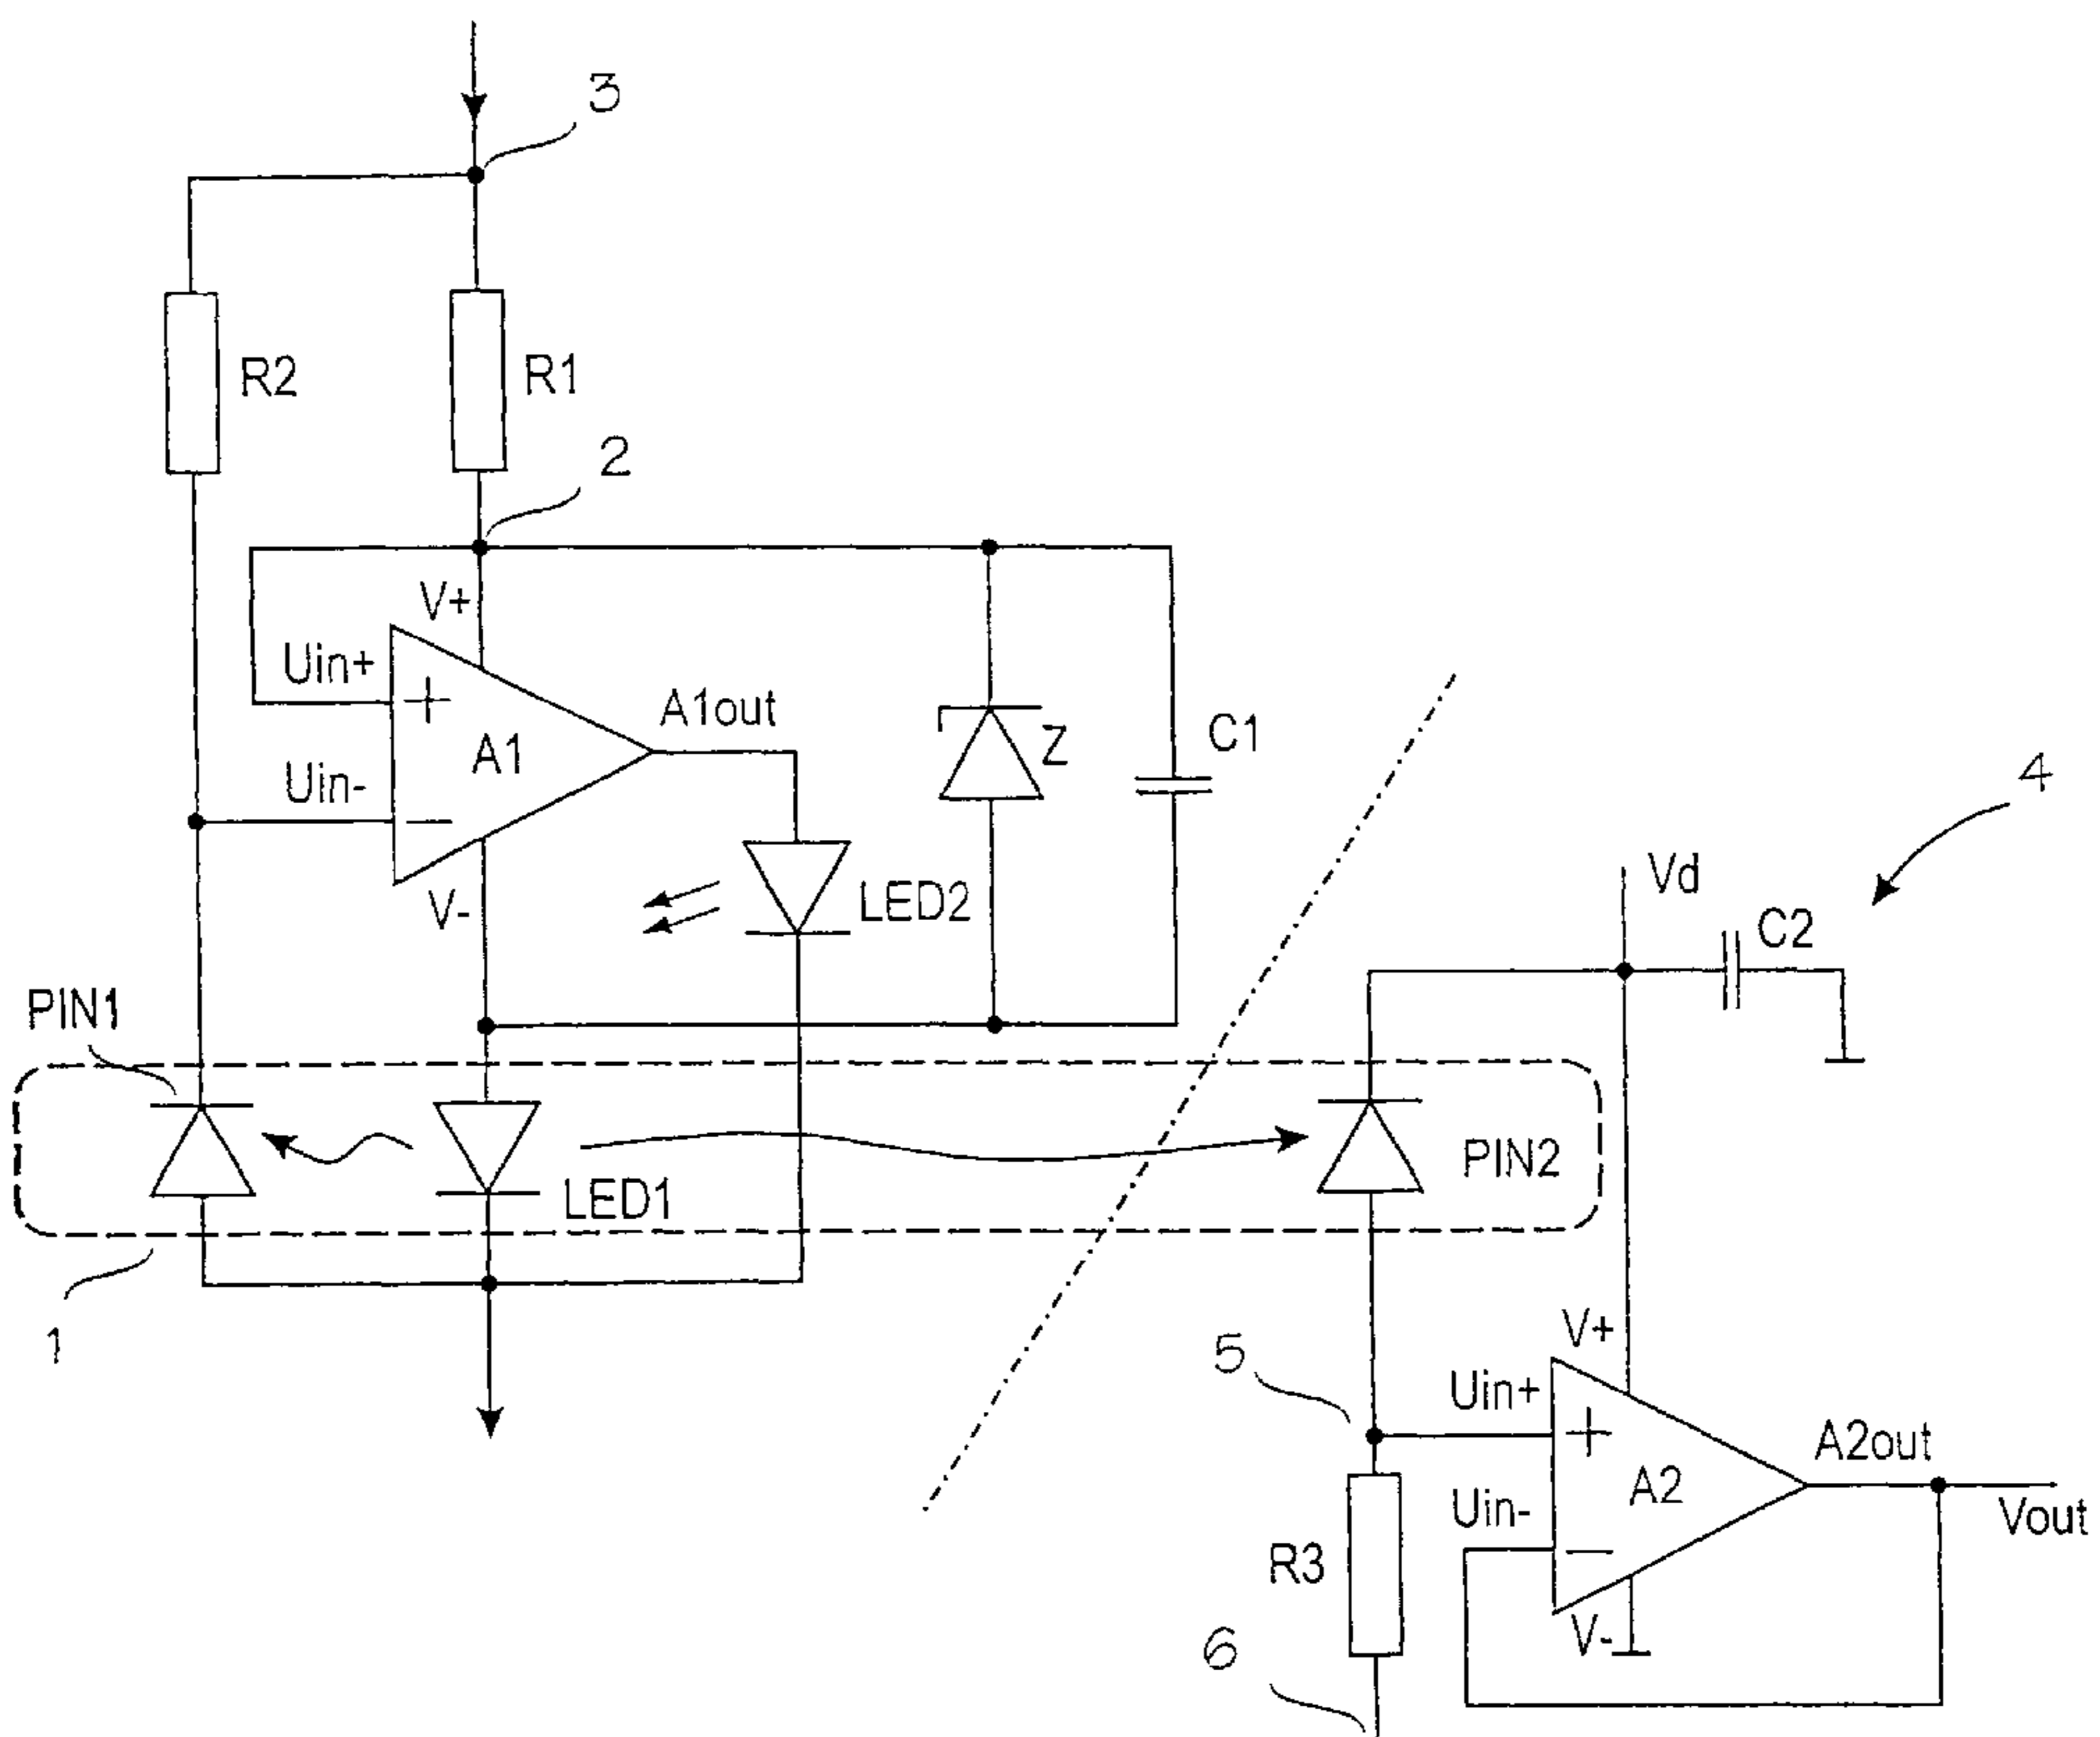 3
R2
R1
2
V+
Uin+
+
A1out
A1
Uin-
−
Z
C1
4
Vd
V-
LED2
C2
PIN1
PIN2
LED1
1
5
V+
Uin+
+
A2out
A2
Uin-
−
Vout
R3
V-
6